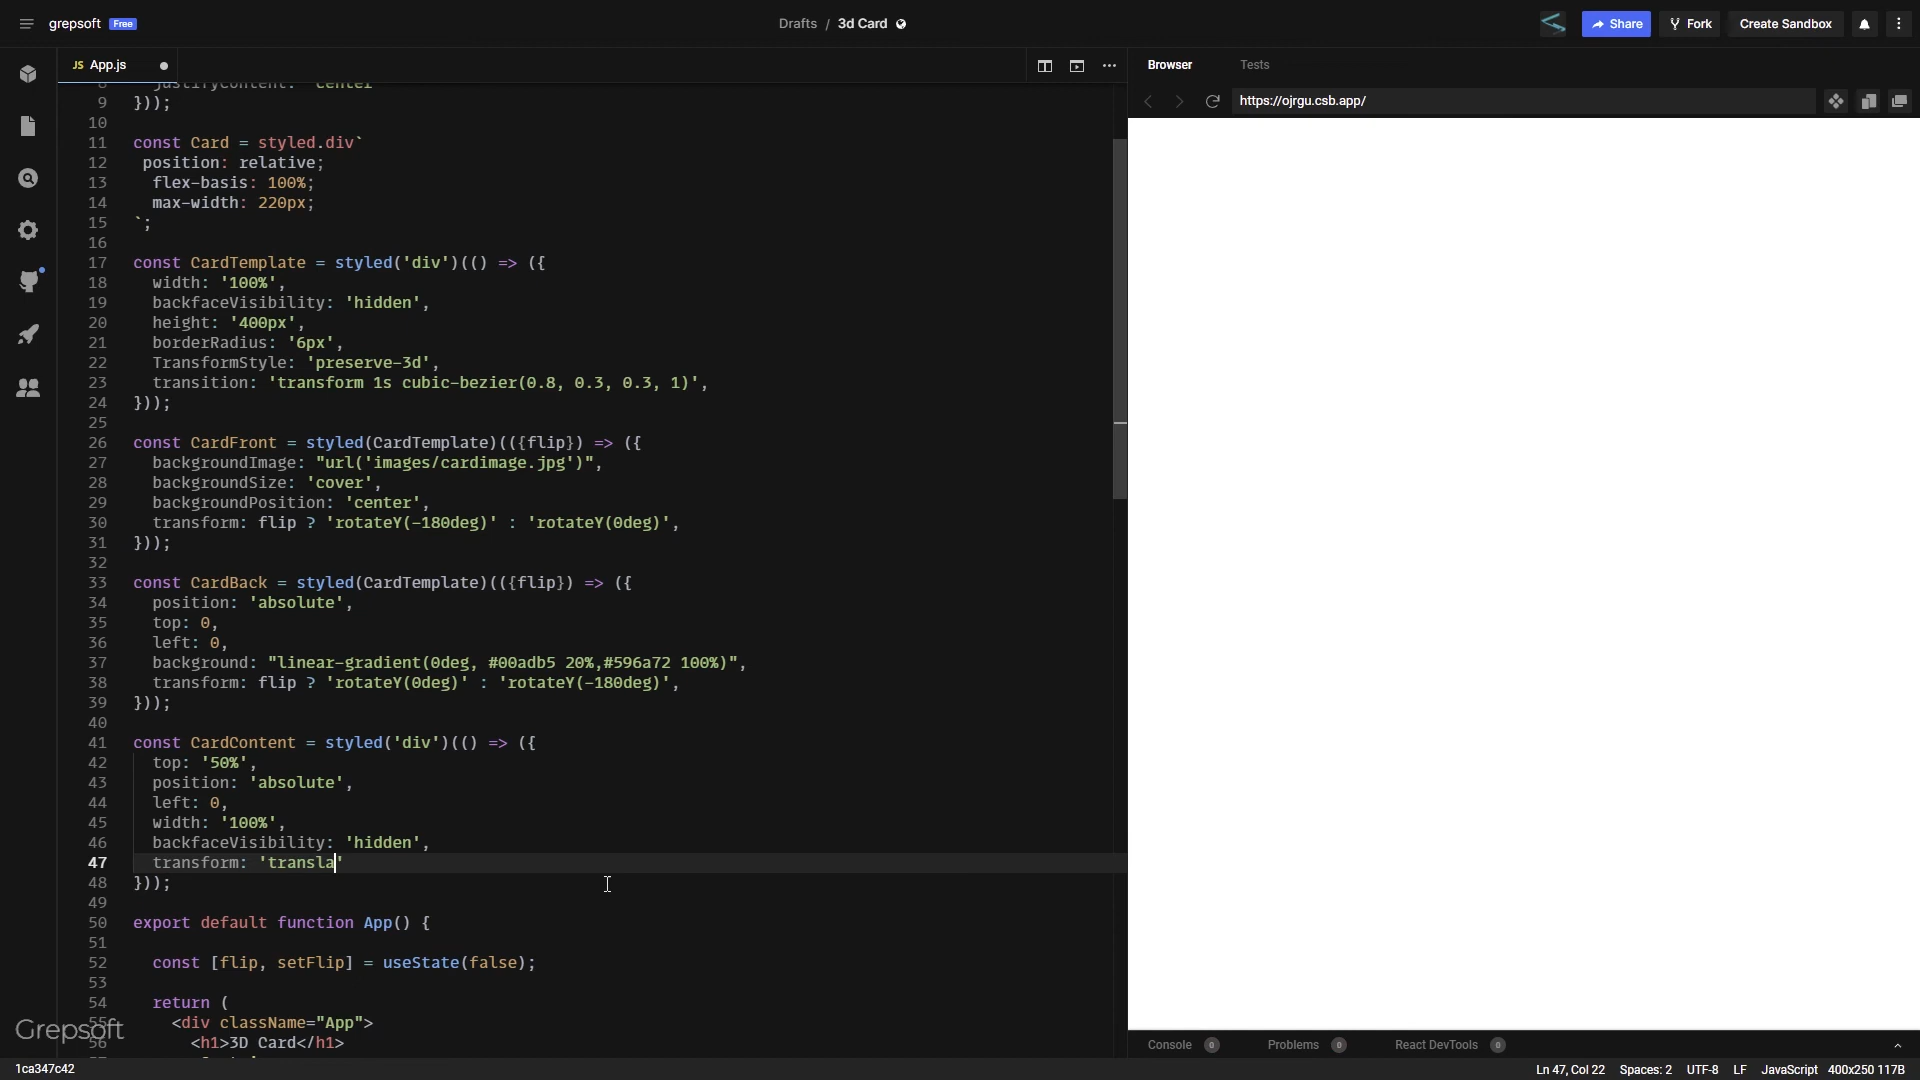 grepsoft Free
Drafts / 3d Card
Share
Fork
Create Sandbox
JS App.js
Browser
Tests
https://ojrgu.csb.app/
8 justifyContent: 'center'
9 }));
10
11 const Card = styled.div`
12 position: relative;
13 flex-basis: 100%;
14 max-width: 220px;
15 `;
16
17 const CardTemplate = styled('div')(() => ({
18 width: '100%',
19 backfaceVisibility: 'hidden',
20 height: '400px',
21 borderRadius: '6px',
22 TransformStyle: 'preserve-3d',
23 transition: 'transform 1s cubic-bezier(0.8, 0.3, 0.3, 1)',
24 }));
25
26 const CardFront = styled(CardTemplate)(({flip}) => ({
27 backgroundImage: "url('images/cardimage.jpg')",
28 backgroundSize: 'cover',
29 backgroundPosition: 'center',
30 transform: flip ? 'rotateY(-180deg)' : 'rotateY(0deg)',
31 }));
32
33 const CardBack = styled(CardTemplate)(({flip}) => ({
34 position: 'absolute',
35 top: 0,
36 left: 0,
37 background: "linear-gradient(0deg, #00adb5 20%,#596a72 100%)",
38 transform: flip ? 'rotateY(0deg)' : 'rotateY(-180deg)',
39 }));
40
41 const CardContent = styled('div')(() => ({
42 top: '50%',
43 position: 'absolute',
44 left: 0,
45 width: '100%',
46 backfaceVisibility: 'hidden',
47 transform: 'transla'
48 }));
49
50 export default function App() {
51
52 const [flip, setFlip] = useState(false);
53
54 return (
55 <div className="App">
56 <h1>3D Card</h1>
Grepsoft
Console 0
Problems 0
React DevTools 0
1ca347c42
Ln 47, Col 22
Spaces: 2
UTF-8
LF
JavaScript
400x250 117B